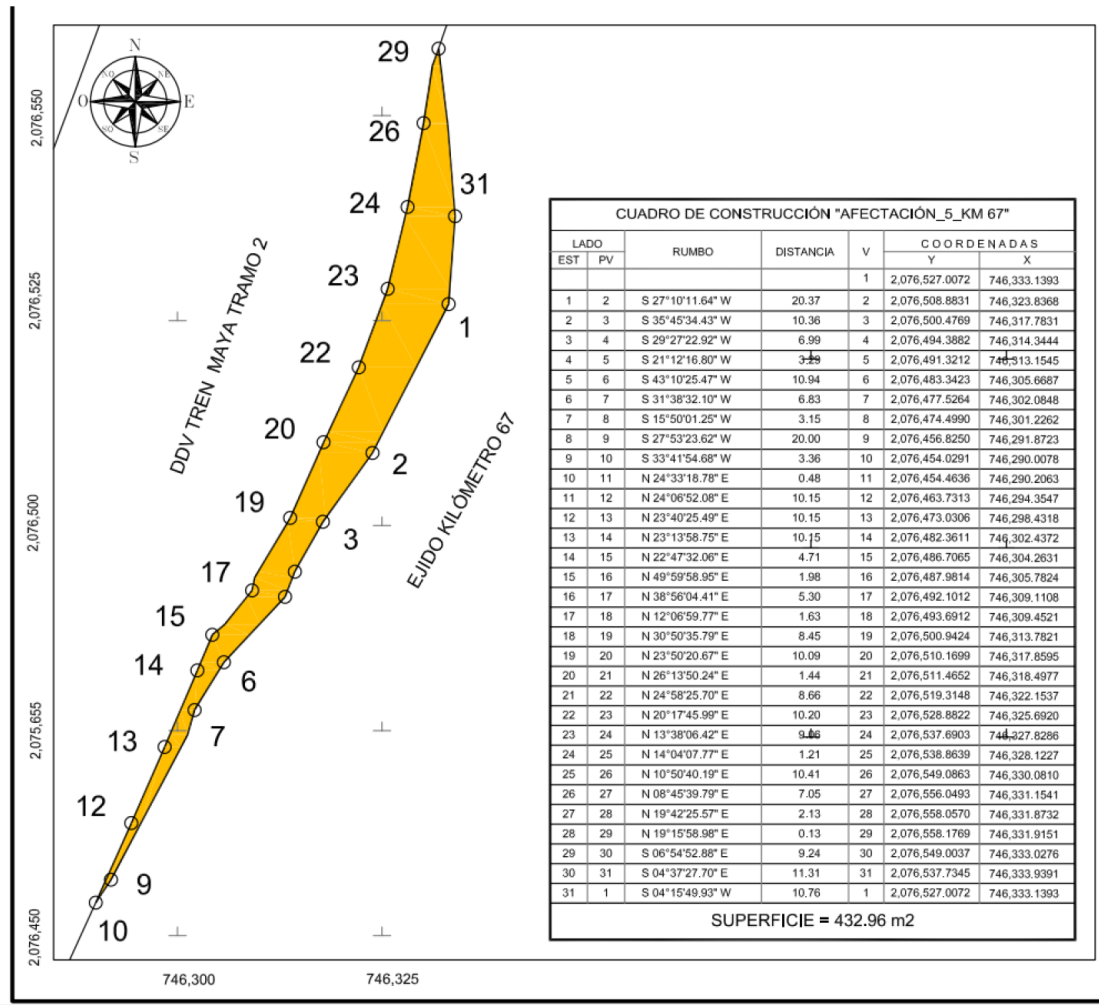 N
NO
NE
O
E
SO
SE
S
2,076,550
2,076,525
2,076,500
2,075,655
2,076,450
746,300
746,325
29
26
31
24
23
1
22
20
2
19
3
17
15
6
14
7
13
12
9
10
DDV TREN MAYA TRAMO 2
EJIDO KILÓMETRO 67
CUADRO DE CONSTRUCCIÓN "AFECTACIÓN_5_KM 67"
LADO RUMBO DISTANCIA V COORDENADAS
EST PV Y X
1 2,076,527.0072 746,333.1393
1 2 S 27°10'11.64" W 20.37 2 2,076,508.8831 746,323.8368
2 3 S 35°45'34.43" W 10.36 3 2,076,500.4769 746,317.7831
3 4 S 29°27'22.92" W 6.99 4 2,076,494.3882 746,314.3444
4 5 S 21°12'16.80" W 3.29 5 2,076,491.3212 746,313.1545
5 6 S 43°10'25.47" W 10.94 6 2,076,483.3423 746,305.6687
6 7 S 31°38'32.10" W 6.83 7 2,076,477.5264 746,302.0848
7 8 S 15°50'01.25" W 3.15 8 2,076,474.4990 746,301.2262
8 9 S 27°53'23.62" W 20.00 9 2,076,456.8250 746,291.8723
9 10 S 33°41'54.68" W 3.36 10 2,076,454.0291 746,290.0078
10 11 N 24°33'18.78" E 0.48 11 2,076,454.4636 746,290.2063
11 12 N 24°06'52.08" E 10.15 12 2,076,463.7313 746,294.3547
12 13 N 23°40'25.49" E 10.15 13 2,076,473.0306 746,298.4318
13 14 N 23°13'58.75" E 10.15 14 2,076,482.3611 746,302.4372
14 15 N 22°47'32.06" E 4.71 15 2,076,486.7065 746,304.2631
15 16 N 49°59'58.95" E 1.98 16 2,076,487.9814 746,305.7824
16 17 N 38°56'04.41" E 5.30 17 2,076,492.1012 746,309.1108
17 18 N 12°06'59.77" E 1.63 18 2,076,493.6912 746,309.4521
18 19 N 30°50'35.79" E 8.45 19 2,076,500.9424 746,313.7821
19 20 N 23°50'20.67" E 10.09 20 2,076,510.1699 746,317.8595
20 21 N 26°13'50.24" E 1.44 21 2,076,511.4652 746,318.4977
21 22 N 24°58'25.70" E 8.66 22 2,076,519.3148 746,322.1537
22 23 N 20°17'45.99" E 10.20 23 2,076,528.8822 746,325.6920
23 24 N 13°38'06.42" E 9.06 24 2,076,537.6903 746,327.8286
24 25 N 14°04'07.77" E 1.21 25 2,076,538.8639 746,328.1227
25 26 N 10°50'40.19" E 10.41 26 2,076,549.0863 746,330.0810
26 27 N 08°45'39.79" E 7.05 27 2,076,556.0493 746,331.1541
27 28 N 19°42'25.57" E 2.13 28 2,076,558.0570 746,331.8732
28 29 N 19°15'58.98" E 0.13 29 2,076,558.1769 746,331.9151
29 30 S 06°54'52.88" E 9.24 30 2,076,549.0037 746,333.0276
30 31 S 04°37'27.70" E 11.31 31 2,076,537.7345 746,333.9391
31 1 S 04°15'49.93" W 10.76 1 2,076,527.0072 746,333.1393
SUPERFICIE = 432.96 m2